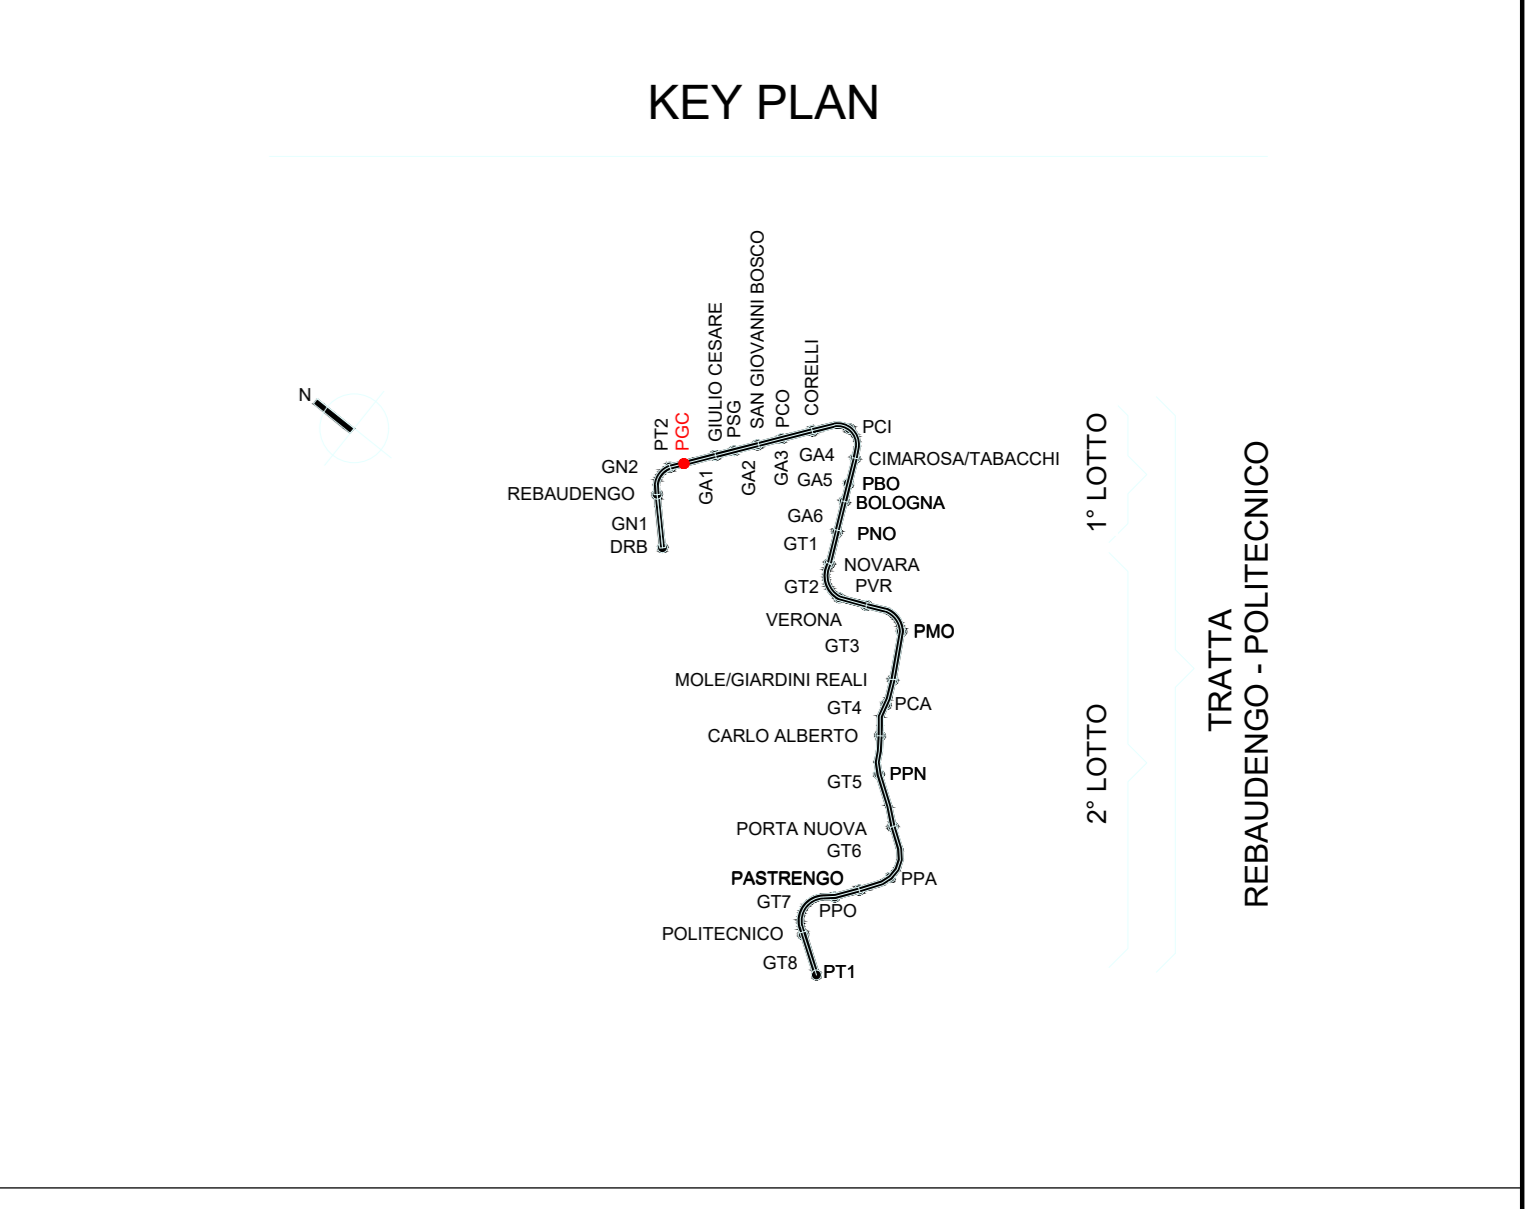 KEY PLAN
N
PT2
PGC
GIULIO CESARE
PSG
SAN GIOVANNI BOSCO
PCO
CORELLI
PCI
GN2
GA1
GA2
GA3
GA4
CIMAROSA/TABACCHI
REBAUDENGO
GA5
PBO
BOLOGNA
GN1
GA6
PNO
DRB
GT1
NOVARA
GT2
PVR
VERONA
PMO
GT3
MOLE/GIARDINI REALI
GT4
PCA
CARLO ALBERTO
GT5
PPN
PORTA NUOVA
GT6
PASTRENGO
PPA
GT7
PPO
POLITECNICO
GT8
PT1
1° LOTTO
2° LOTTO
TRATTA
REBAUDENGO - POLITECNICO